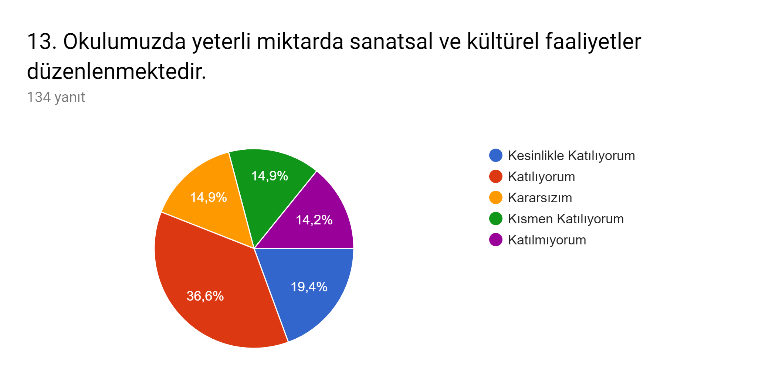 13. Okulumuzda yeterli miktarda sanatsal ve kültürel faaliyetler
düzenlenmektedir.
134 yanıt
14,9%
14,9%
14,2%
36,6%
19,4%
Kesinlikle Katılıyorum
Katılıyorum
Kararsızım
Kısmen Katılıyorum
Katılmıyorum